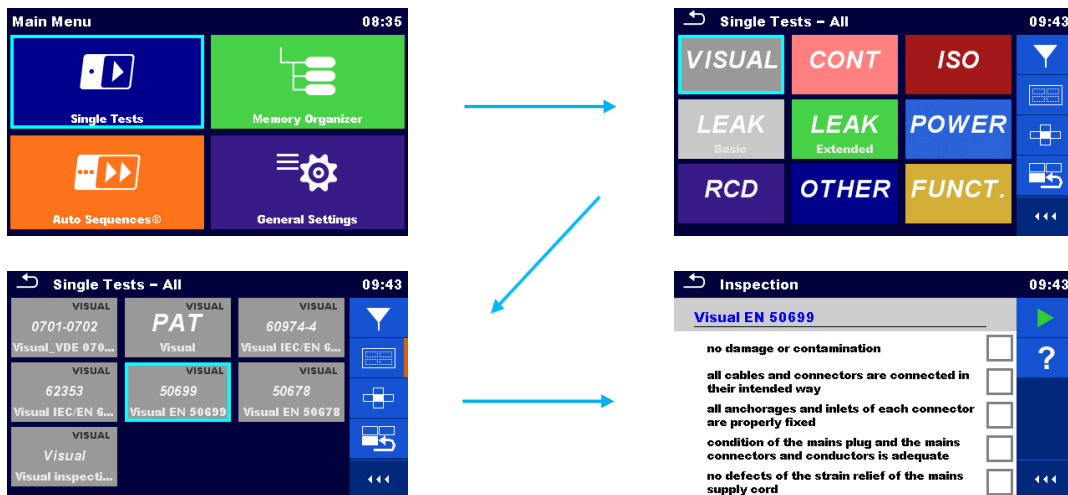 Main Menu 08:35
Single Tests
Memory Organizer
Auto Sequences®
General Settings
Single Tests – All 09:43
VISUAL CONT ISO
LEAK LEAK POWER
Basic Extended
RCD OTHER FUNCT.
Single Tests – All 09:43
VISUAL VISUAL VISUAL
0701-0702 PAT 60974-4
Visual_VDE 070... Visual Visual IEC/EN 6...
VISUAL VISUAL VISUAL
62353 50699 50678
Visual IEC/EN 6... Visual EN 50699 Visual EN 50678
VISUAL
Visual
Visual inspecti...
Inspection 09:43
Visual EN 50699
no damage or contamination
?
all cables and connectors are connected in
their intended way
all anchorages and inlets of each connector
are properly fixed
condition of the mains plug and the mains
connectors and conductors is adequate
no defects of the strain relief of the mains
supply cord